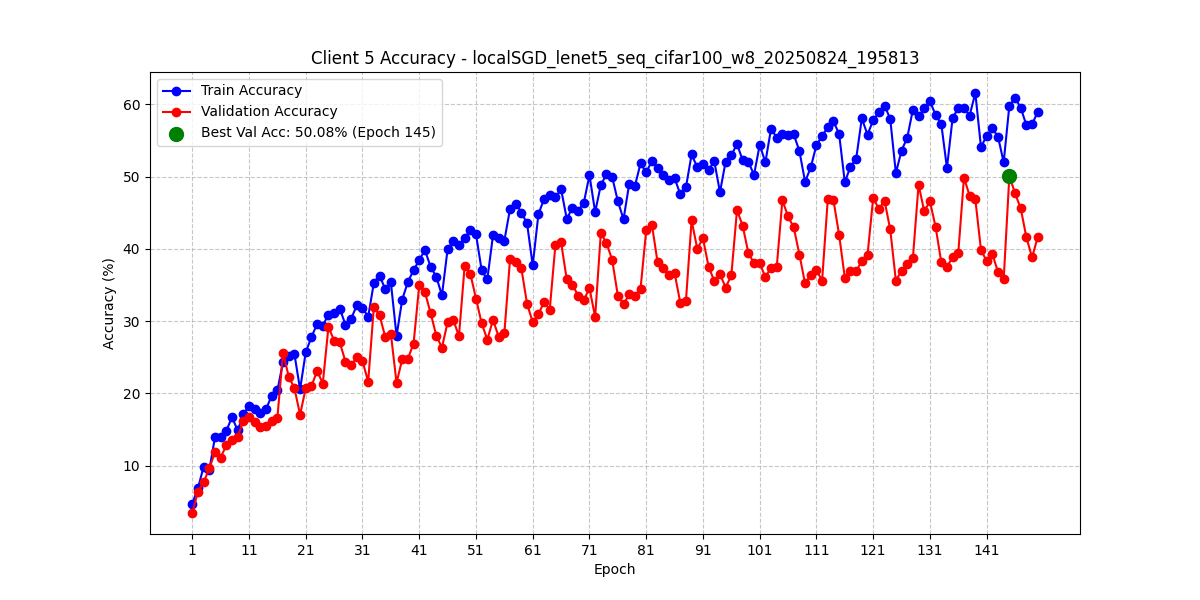 Client 5 Accuracy - localSGD_lenet5_seq_cifar100_w8_20250824_195813
Train Accuracy
Validation Accuracy
Best Val Acc: 50.08% (Epoch 145)
Accuracy (%)
60
50
40
30
20
10
1 11 21 31 41 51 61 71 81 91 101 111 121 131 141
Epoch